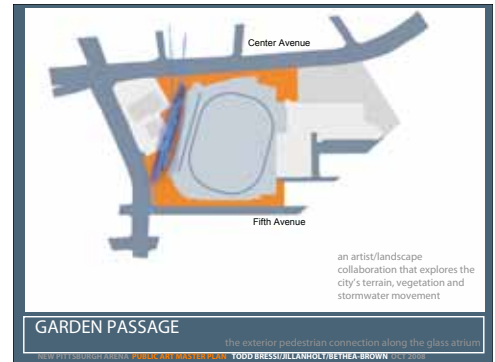 Center Avenue
Fifth Avenue
an artist/landscape
collaboration that explores the
city's terrain, vegetation and
stormwater movement
GARDEN PASSAGE
the exterior pedestrian connection along the glass atrium
NEW PITTSBURGH ARENA PUBLIC ART MASTER PLAN TODD BRESSI/JILLANHOLT/BETHEA-BROWN OCT 2008